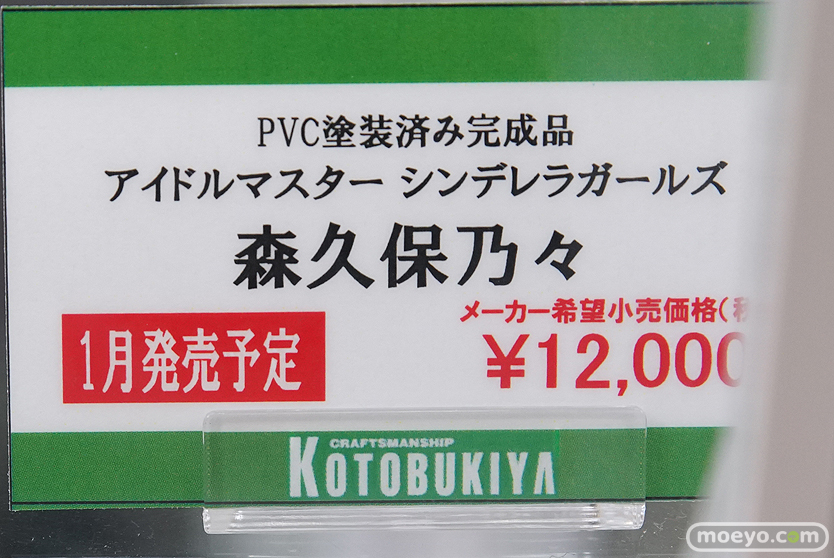 PVC塗装済み完成品
アイドルマスター シンデレラガールズ
森久保乃々
メーカー希望小売価格(
1月発売予定
¥12,000
CRAFTSMANSHIP
KOTOBUKIYA
moeyo.com